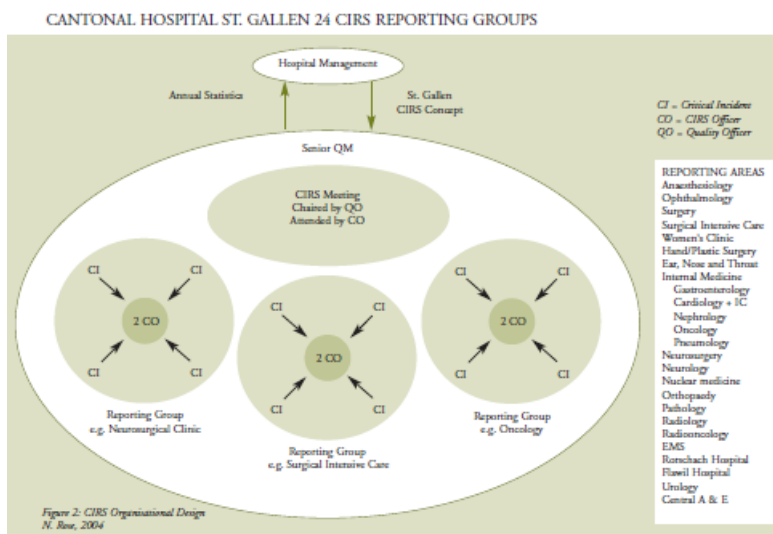 CANTONAL HOSPITAL ST. GALLEN 24 CIRS REPORTING GROUPS
Hospital Management
Annual Statistics
St. Gallen
CIRS Concept
CI = Critical Incident
CO = CIRS Officer
QO = Quality Officer
Senior QM
CIRS Meeting
Chaired by QO
Attended by CO
CI
CI
2 CO
CI
CI
Reporting Group
e.g. Neurosurgical Clinic
CI
CI
2 CO
CI
CI
Reporting Group
e.g. Surgical Intensive Care
CI
CI
2 CO
CI
CI
Reporting Group
e.g. Oncology
REPORTING AREAS
Anaesthesiology
Ophthalmology
Surgery
Surgical Intensive Care
Women's Clinic
Hand/Plastic Surgery
Ear, Nose and Throat
Internal Medicine
Gastroenterology
Cardiology + IC
Nephrology
Oncology
Pneumology
Neurosurgery
Neurology
Nuclear medicine
Orthopaedy
Pathology
Radiology
Radiooncology
EMS
Rorschach Hospital
Flawil Hospital
Urology
Central A & E
Figure 2: CIRS Organisational Design
N. Rose, 2004